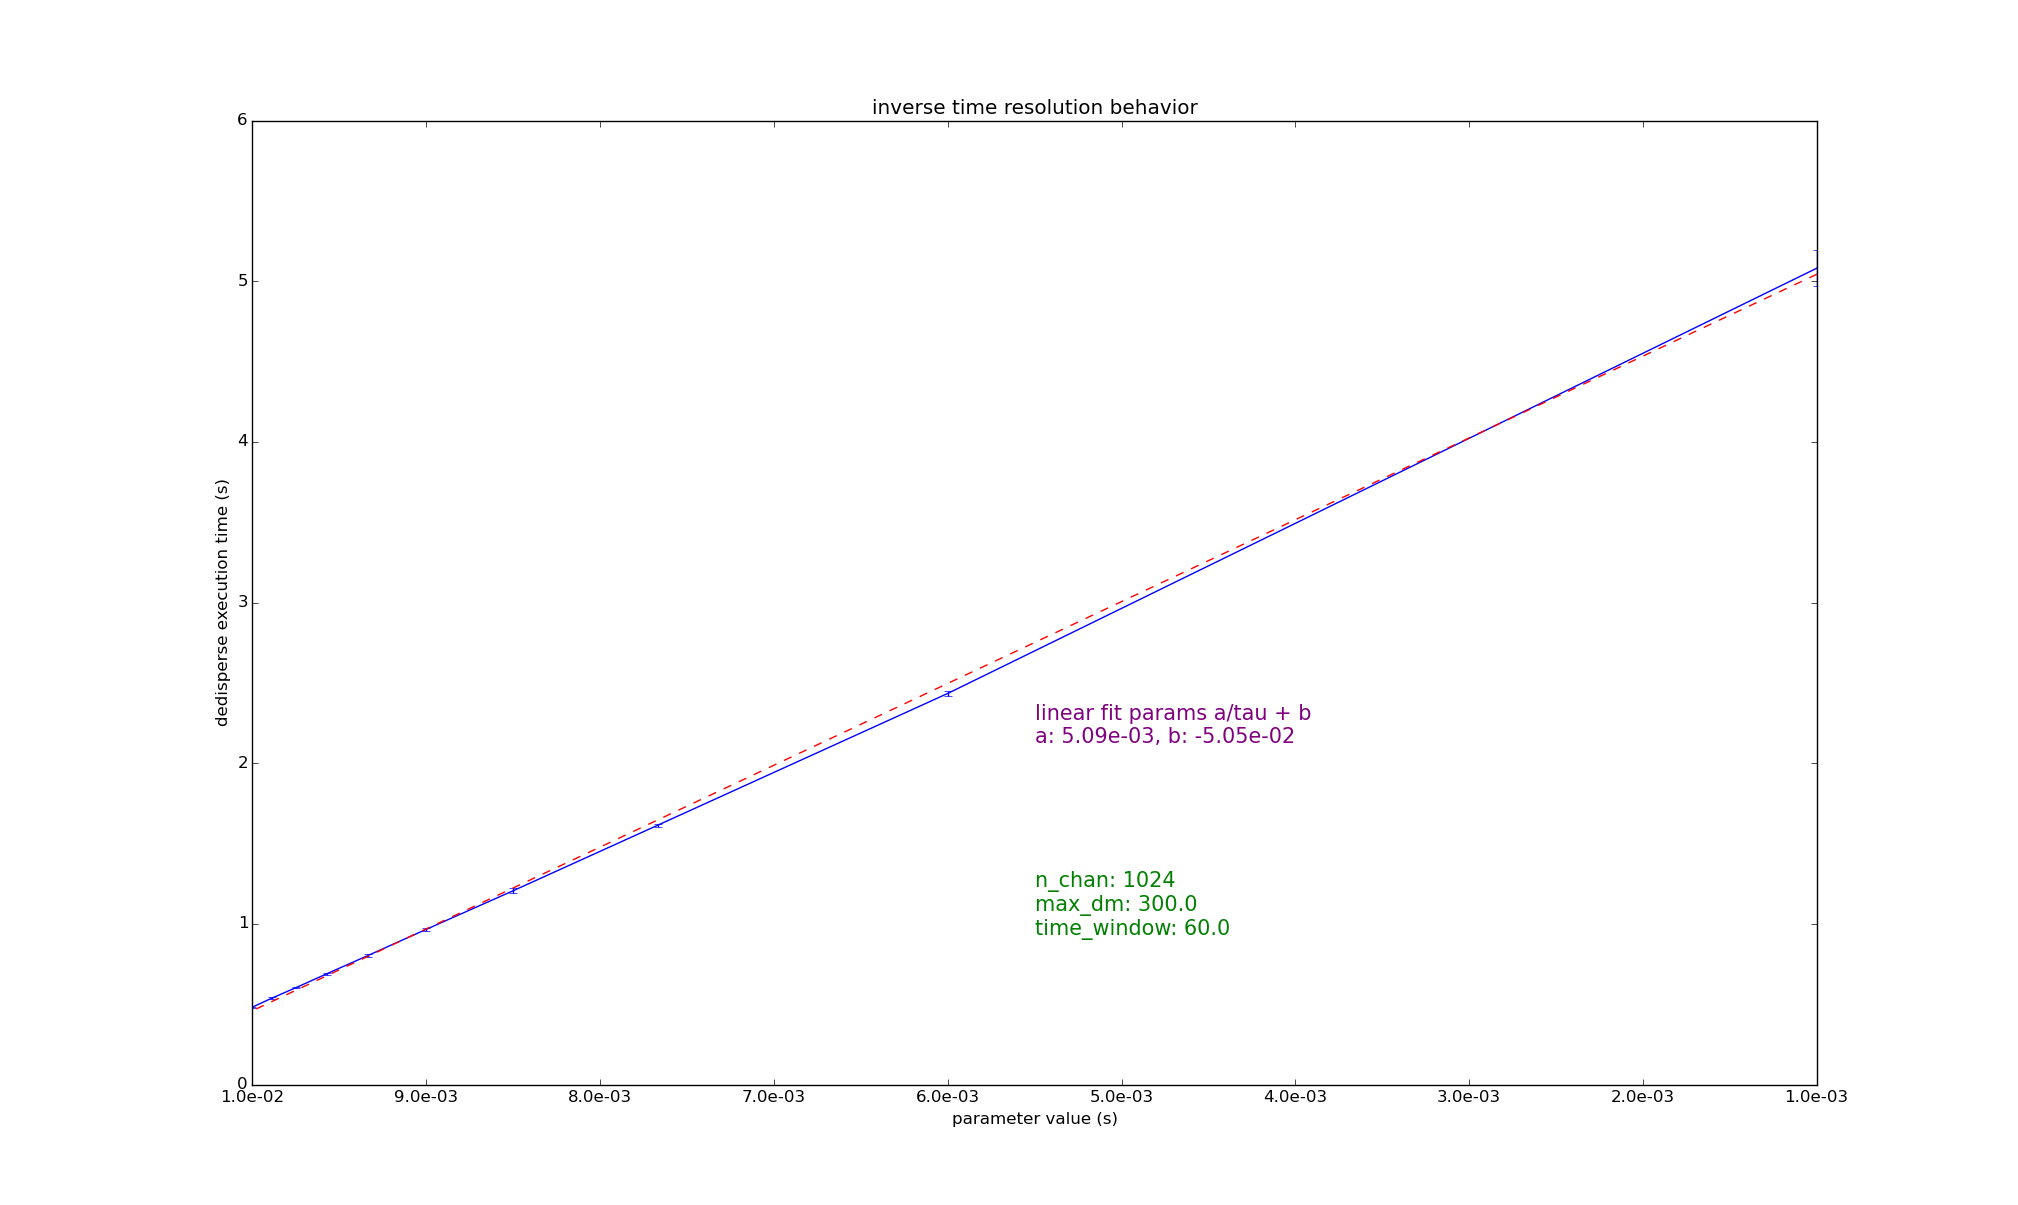 inverse time resolution behavior
6
5
4
3
2
1
0
dedisperse execution time (s)
linear fit params a/tau + b
a: 5.09e-03, b: -5.05e-02
n_chan: 1024
max_dm: 300.0
time_window: 60.0
1.0e-02 9.0e-03 8.0e-03 7.0e-03 6.0e-03 5.0e-03 4.0e-03 3.0e-03 2.0e-03 1.0e-03
parameter value (s)